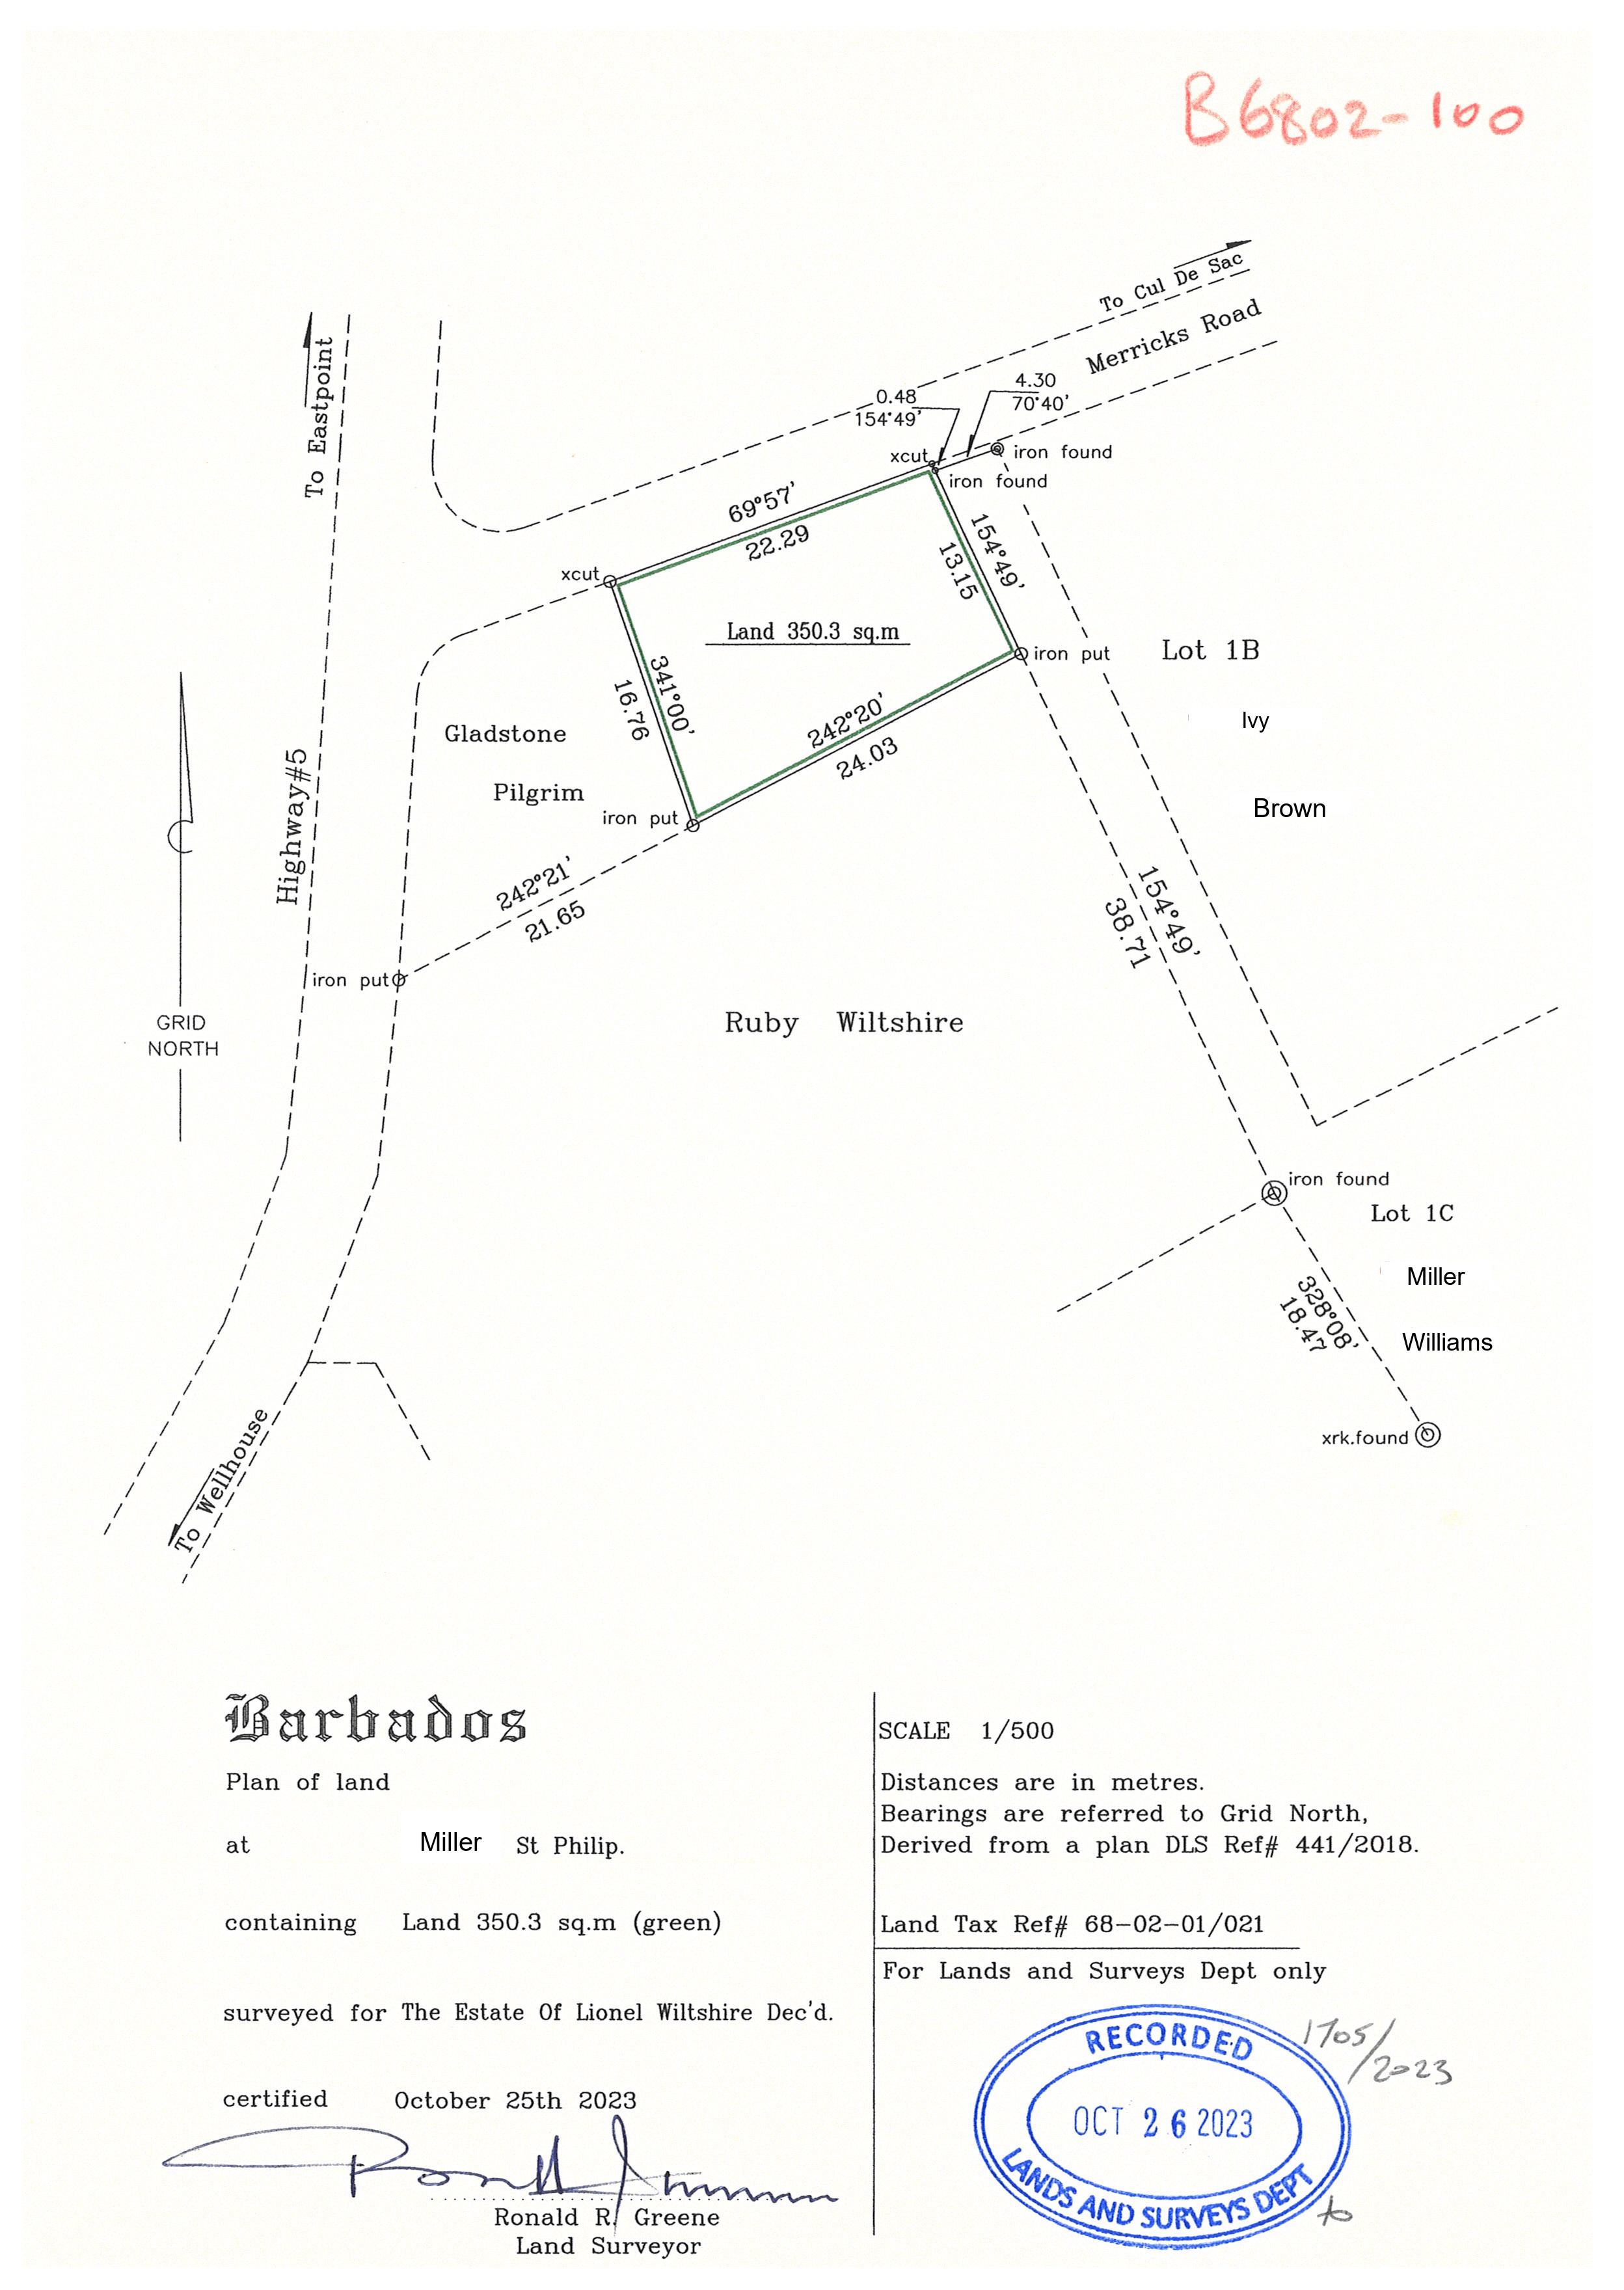 B6802-100
To Cul De Sac
Merricks Road
To Eastpoint
0.48
154°49'
4.30
70°40'
xcut
iron found
iron found
69°57'
22.29
154°49'
13.15
xcut
Land 350.3 sq.m
iron put
Lot 1B
Ivy
Brown
341°00'
16.76
Gladstone
Pilgrim
242°20'
24.03
iron put
Highway#5
242°21'
21.65
iron put
154°49'
38.71
GRID
NORTH
Ruby Wiltshire
iron found
Lot 1C
Miller
Williams
328°08'
18.47
xrk.found
To Wellhouse
Barbados
Plan of land
at Miller St Philip.
containing Land 350.3 sq.m (green)
surveyed for The Estate Of Lionel Wiltshire Dec'd.
certified October 25th 2023
Ronald R. Greene
Land Surveyor
SCALE 1/500
Distances are in metres.
Bearings are referred to Grid North,
Derived from a plan DLS Ref# 441/2018.
Land Tax Ref# 68-02-01/021
For Lands and Surveys Dept only
RECORDED
OCT 26 2023
LANDS AND SURVEYS DEPT
1705/2023